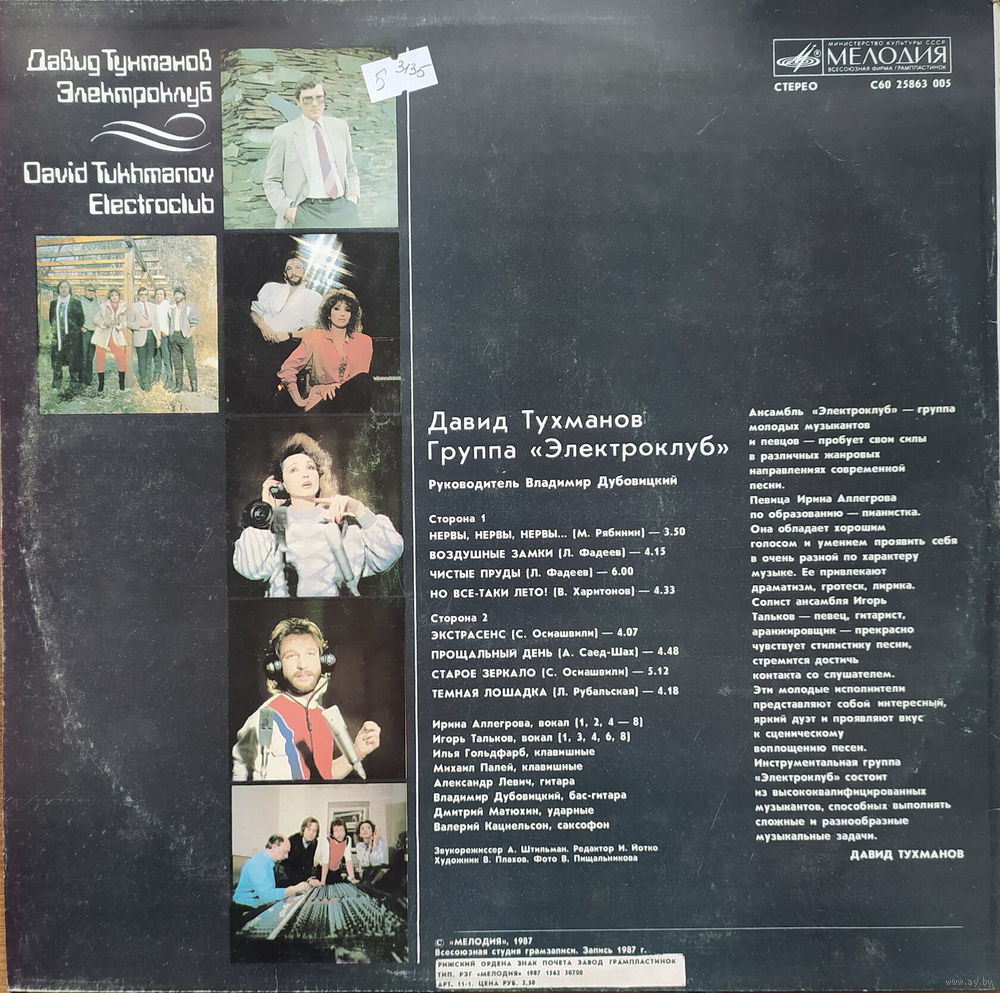 Давид Тухманов
Электроклуб
David Tukhmanov
Electroclub
5 3135
МИНИСТЕРСТВО КУЛЬТУРЫ СССР
МЕЛОДИЯ
ВСЕСОЮЗНАЯ ФИРМА ГРАМПЛАСТИНОК
СТЕРЕО С60 25863 005
Давид Тухманов
Группа «Электроклуб»
Руководитель Владимир Дубовицкий
Сторона 1
НЕРВЫ, НЕРВЫ, НЕРВЫ... (М. Рябинин) — 3.50
ВОЗДУШНЫЕ ЗАМКИ (Л. Фадеев) — 4.15
ЧИСТЫЕ ПРУДЫ (Л. Фадеев) — 6.00
НО ВСЕ-ТАКИ ЛЕТО! (В. Харитонов) — 4.33
Сторона 2
ЭКСТРАСЕНС (С. Осиашвили) — 4.07
ПРОЩАЛЬНЫЙ ДЕНЬ (А. Саед-Шах) — 4.48
СТАРОЕ ЗЕРКАЛО (С. Осиашвили) — 5.12
ТЕМНАЯ ЛОШАДКА (Л. Рубальская) — 4.18
Ирина Аллегрова, вокал (1, 2, 4 — 8)
Игорь Тальков, вокал (1, 3, 4, 6, 8)
Илья Гольдфарб, клавишные
Михаил Палей, клавишные
Александр Левич, гитара
Владимир Дубовицкий, бас-гитара
Дмитрий Матюхин, ударные
Валерий Кацнельсон, саксофон
Звукорежиссер А. Штильман. Редактор И. Йотко
Художник В. Плахов. Фото В. Пищальникова
Ансамбль «Электроклуб» — группа
молодых музыкантов
и певцов — пробует свои силы
в различных жанровых
направлениях современной
песни.
Певица Ирина Аллегрова
по образованию — пианистка.
Она обладает хорошим
голосом и умением проявить себя
в очень разной по характеру
музыке. Ее привлекают
драматизм, гротеск, лирика.
Солист ансамбля Игорь
Тальков — певец, гитарист,
аранжировщик — прекрасно
чувствует стилистику песни,
стремится достичь
контакта со слушателем.
Эти молодые исполнители
представляют собой интересный,
яркий дуэт и проявляют вкус
к сценическому
воплощению песен.
Инструментальная группа
«Электроклуб» состоит
из высококвалифицированных
музыкантов, способных выполнять
сложные и разнообразные
музыкальные задачи.
ДАВИД ТУХМАНОВ
© «МЕЛОДИЯ», 1987
Всесоюзная студия грамзаписи. Запись 1987 г.
РИЖСКИЙ ОРДЕНА ЗНАК ПОЧЕТА ЗАВОД ГРАМПЛАСТИНОК
ТИП. РЗГ «МЕЛОДИЯ» 1987 1562 30700
АРТ. 11-1. ЦЕНА РУБ. 2,50
www.ay.by